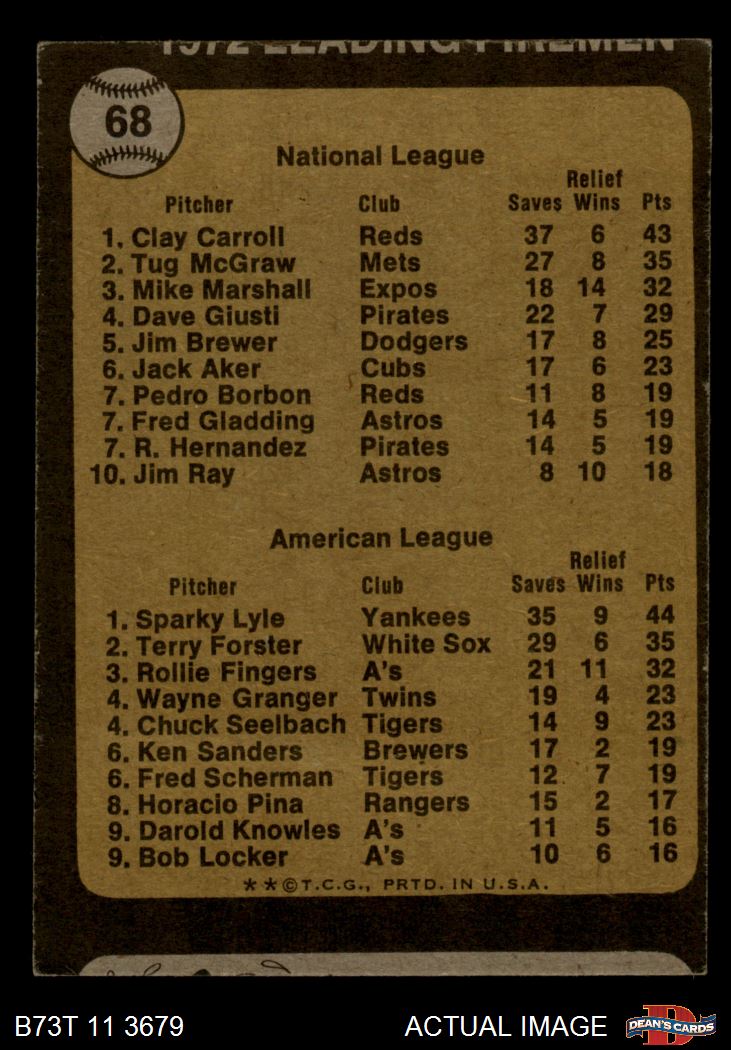 1972 LEADING FIREMEN
68
National League
Pitcher Club Saves Relief Wins Pts
1. Clay Carroll Reds 37 6 43
2. Tug McGraw Mets 27 8 35
3. Mike Marshall Expos 18 14 32
4. Dave Giusti Pirates 22 7 29
5. Jim Brewer Dodgers 17 8 25
6. Jack Aker Cubs 17 6 23
7. Pedro Borbon Reds 11 8 19
7. Fred Gladding Astros 14 5 19
7. R. Hernandez Pirates 14 5 19
10. Jim Ray Astros 8 10 18
American League
Pitcher Club Saves Relief Wins Pts
1. Sparky Lyle Yankees 35 9 44
2. Terry Forster White Sox 29 6 35
3. Rollie Fingers A's 21 11 32
4. Wayne Granger Twins 19 4 23
4. Chuck Seelbach Tigers 14 9 23
6. Ken Sanders Brewers 17 2 19
6. Fred Scherman Tigers 12 7 19
8. Horacio Pina Rangers 15 2 17
9. Darold Knowles A's 11 5 16
9. Bob Locker A's 10 6 16
**©T.C.G., PRTD. IN U.S.A.
B73T 11 3679 ACTUAL IMAGE DEAN'S CARDS